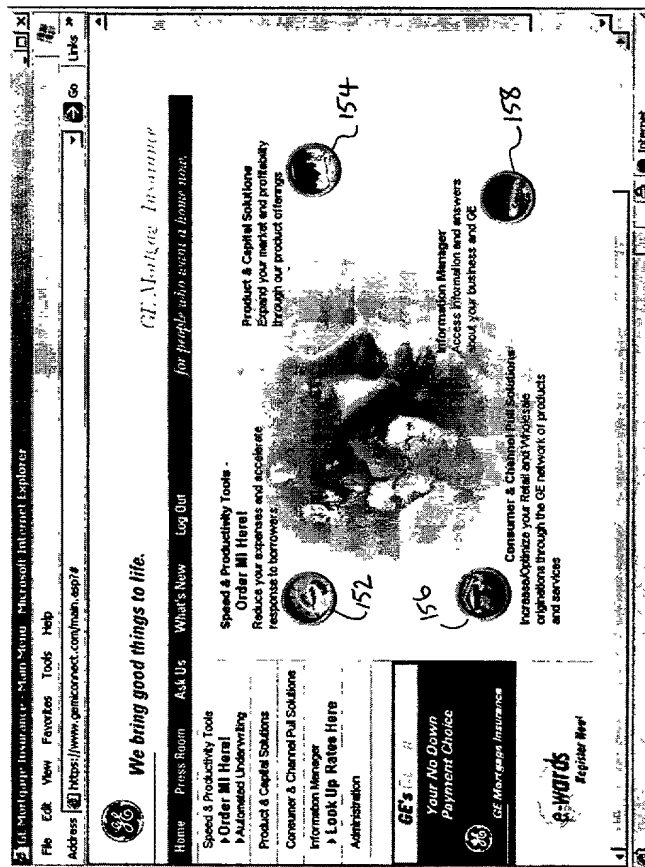 GE Mortgage Insurance - Main Menu - Microsoft Internet Explorer
File Edit View Favorites Tools Help
Address https://www.gemiconnect.com/main.asp?# Go Links »
We bring good things to life.
GE Mortgage Insurance
Home Press Room Ask Us What's New Log Out for people who want a home now.
Speed & Productivity Tools
Order MI Here!
Automated Underwriting
Product & Capital Solutions
Consumer & Channel Pull Solutions
Information Manager
Look Up Rates Here
Administration
GE's
Your No Down
Payment Choice
GE Mortgage Insurance
e-wards
Register Now!
Speed & Productivity Tools -
Order MI Here!
Reduce your expenses and accelerate
response to borrowers
152
Product & Capital Solutions
Expand your market and profitability
through our product offerings
154
156
Consumer & Channel Pull Solutions
Increase/Optimize your Retail and Wholesale
originations through the GE network of products
and services
Information Manager
Access information and answers
about your business and GE
158
Internet